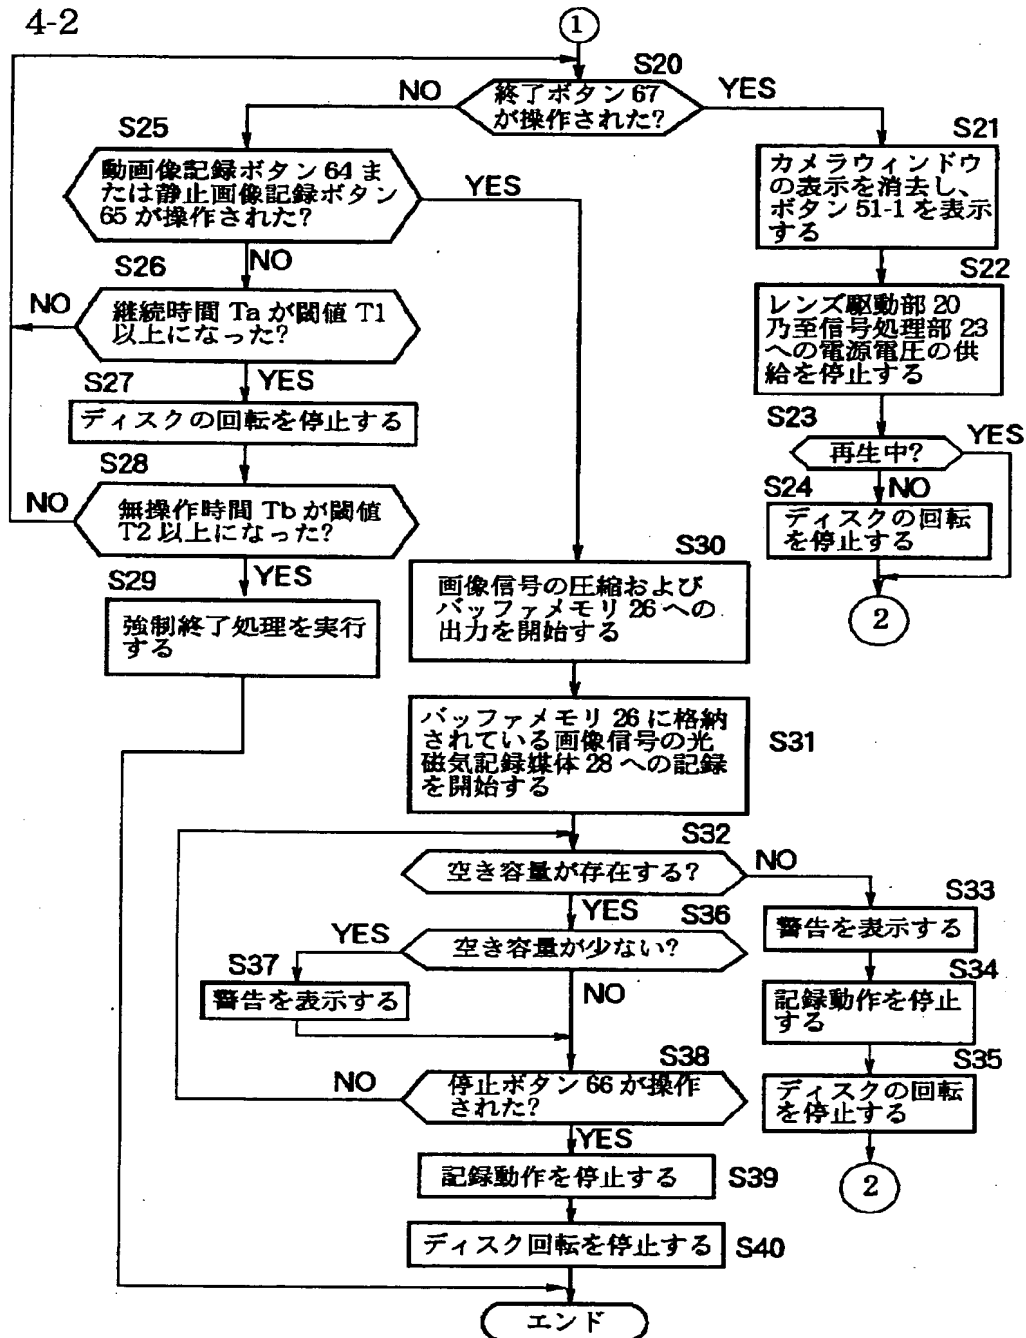 4-2
1
S20
終了ボタン 67
が操作された?
NO
YES
S25
動画像記録ボタン 64 ま
たは静止画像記録ボタン
65 が操作された?
YES
NO
S26
継続時間 Ta が閾値 T1
以上になった?
NO
YES
S27
ディスクの回転を停止する
S28
無操作時間 Tb が閾値
T2 以上になった?
NO
YES
S29
強制終了処理を実行
する
S21
カメラウィンドウ
の表示を消去し、
ボタン 51-1 を表示
する
S22
レンズ駆動部 20
乃至信号処理部 23
への電源電圧の供
給を停止する
S23
再生中?
YES
NO
S24
ディスクの回転
を停止する
2
S30
画像信号の圧縮および
バッファメモリ 26 への
出力を開始する
バッファメモリ 26 に格納
されている画像信号の光
磁気記録媒体 28 への記録
を開始する
S31
S32
空き容量が存在する?
NO
YES
S33
警告を表示する
S34
記録動作を停止
する
S35
ディスクの回転
を停止する
2
S36
空き容量が少ない?
YES
NO
S37
警告を表示する
S38
停止ボタン 66 が操作
された?
NO
YES
記録動作を停止する
S39
ディスク回転を停止する
S40
エンド